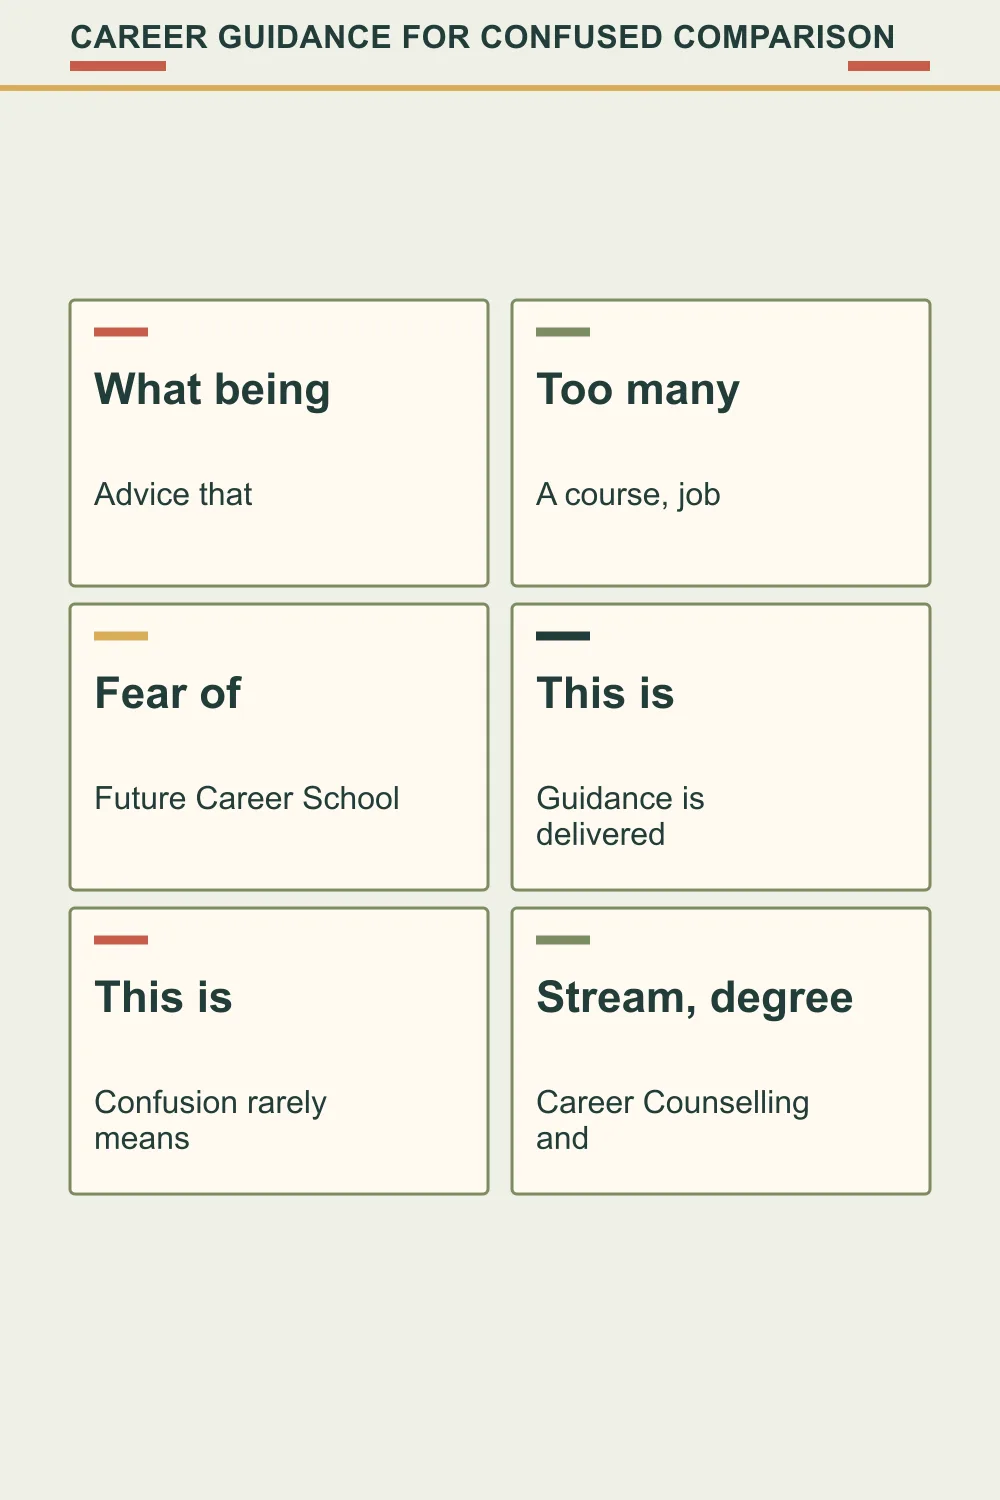 CAREER GUIDANCE FOR CONFUSED COMPARISON
What being
Advice that
Too many
A course, job
Fear of
Future Career School
This is
Guidance is
delivered
This is
Confusion rarely
means
Stream, degree
Career Counselling
and